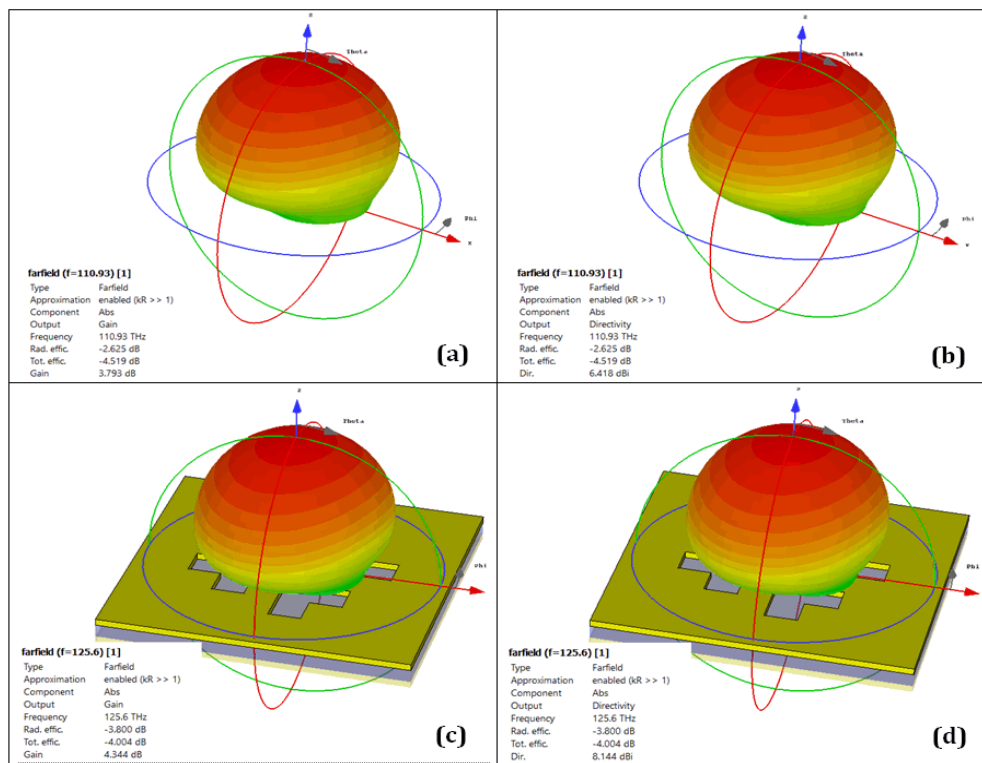 z
Theta
Phi
x
farfield (f=110.93) [1]
Type Farfield
Approximation enabled (kR >> 1)
Component Abs
Output Gain
Frequency 110.93 THz
Rad. effic. -2.625 dB
Tot. effic. -4.519 dB
Gain 3.793 dB
(a)
z
Theta
Phi
farfield (f=110.93) [1]
Type Farfield
Approximation enabled (kR >> 1)
Component Abs
Output Directivity
Frequency 110.93 THz
Rad. effic. -2.625 dB
Tot. effic. -4.519 dB
Dir. 6.418 dBi
(b)
z
Theta
Phi
farfield (f=125.6) [1]
Type Farfield
Approximation enabled (kR >> 1)
Component Abs
Output Gain
Frequency 125.6 THz
Rad. effic. -3.800 dB
Tot. effic. -4.004 dB
Gain 4.344 dB
(c)
Theta
Phi
farfield (f=125.6) [1]
Type Farfield
Approximation enabled (kR >> 1)
Component Abs
Output Directivity
Frequency 125.6 THz
Rad. effic. -3.800 dB
Tot. effic. -4.004 dB
Dir. 8.144 dBi
(d)